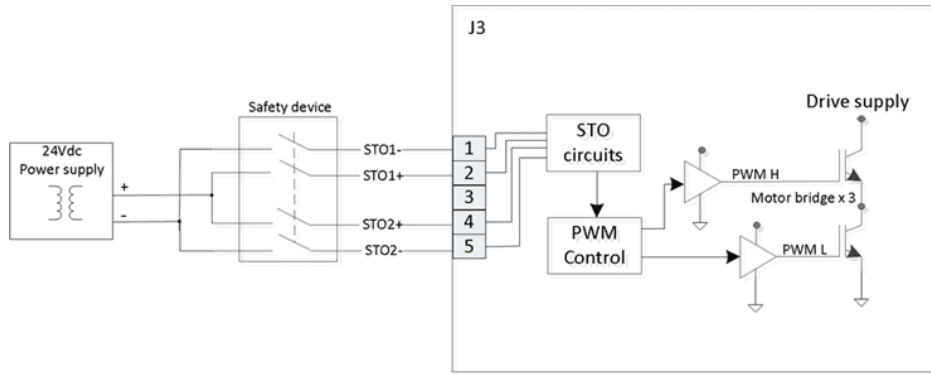 J3
Safety device
Drive supply
24Vdc
Power supply
+
-
STO1-
STO1+
STO2+
STO2-
1
2
3
4
5
STO
circuits
PWM
Control
PWM H
Motor bridge x 3
PWM L